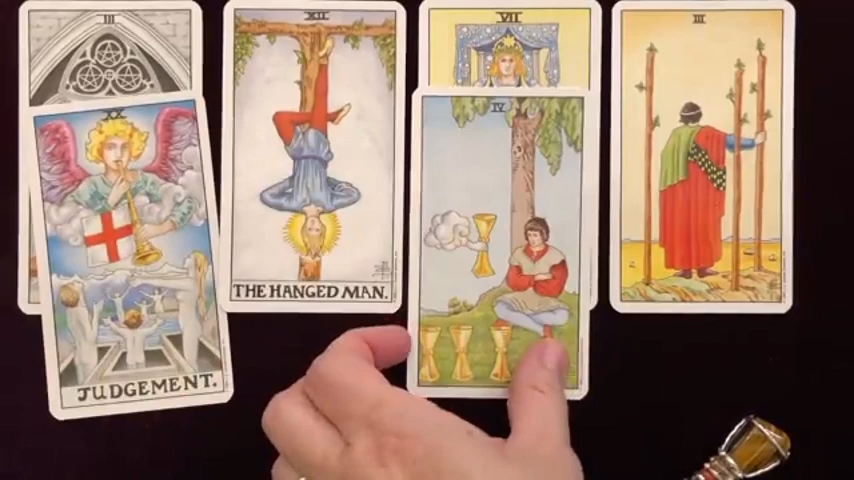 III
XII
VII
III
XX
IV
THE HANGED MAN.
JUDGEMENT.